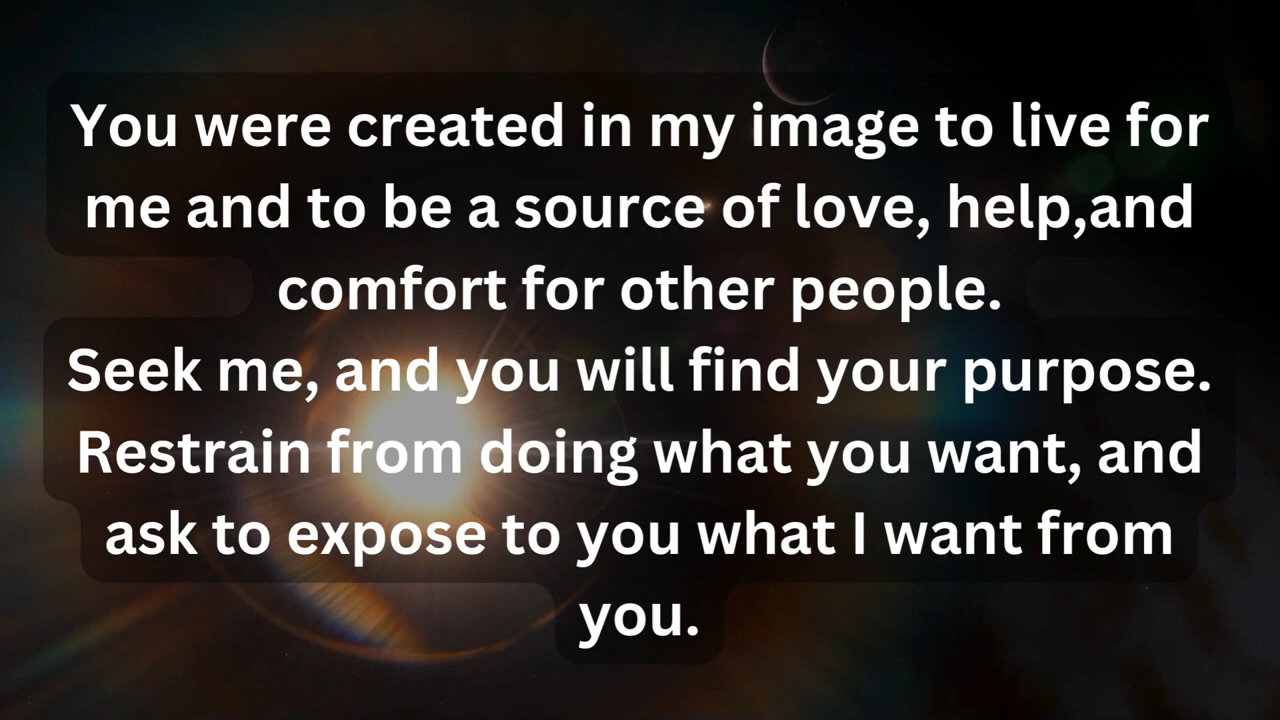 You were created in my image to live for
me and to be a source of love, help,and
comfort for other people.
Seek me, and you will find your purpose.
Restrain from doing what you want, and
ask to expose to you what I want from
you.